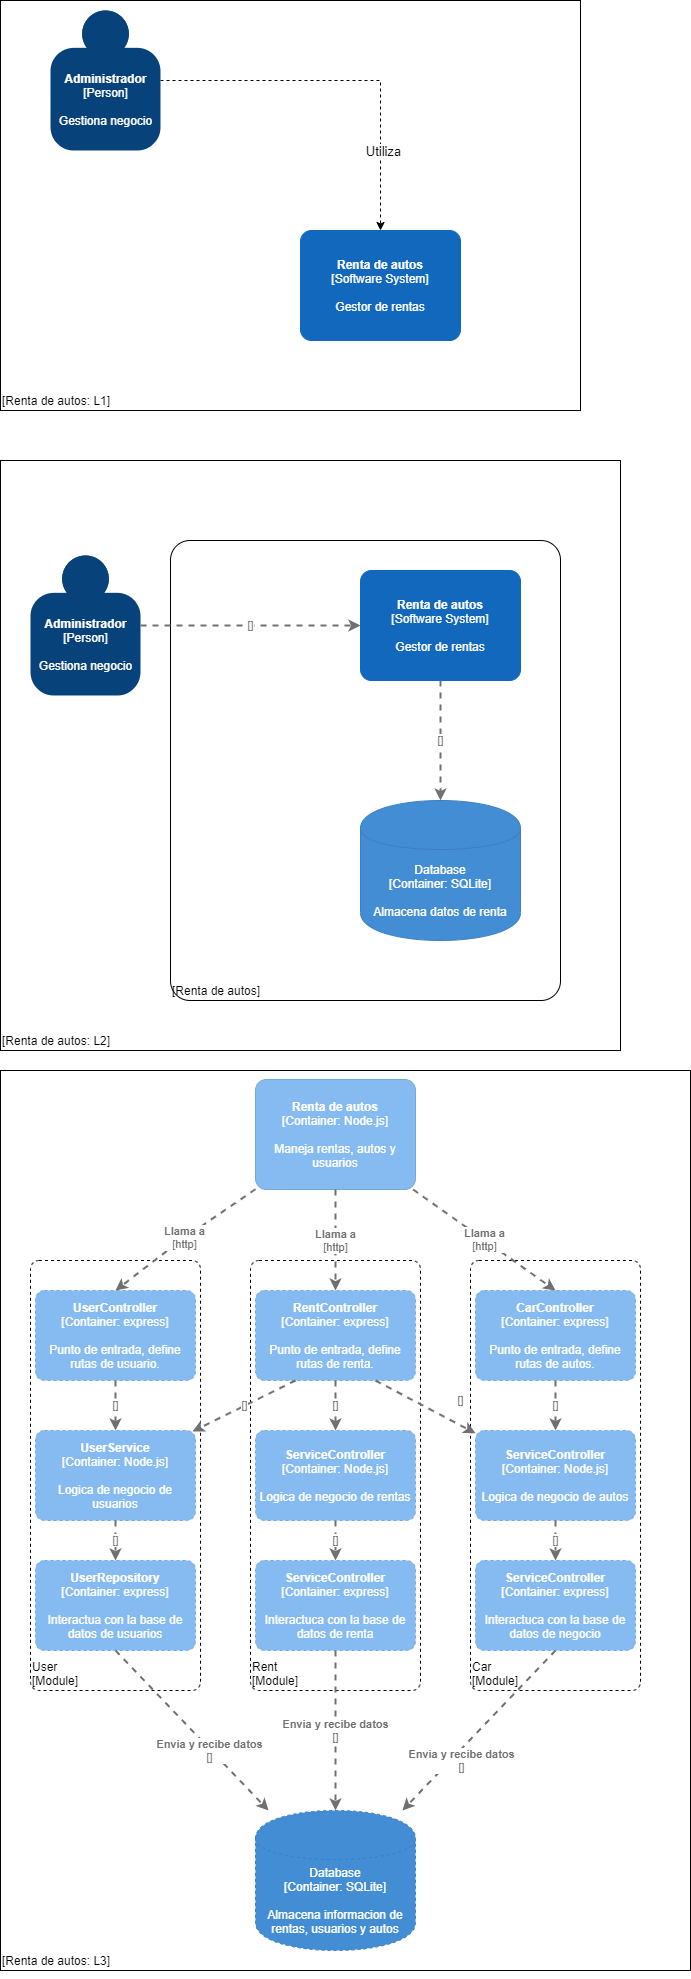 Administrador
[Person]
Gestiona negocio
Utiliza
Renta de autos
[Software System]
Gestor de rentas
[Renta de autos: L1]
Administrador
[Person]
Gestiona negocio
[]
Renta de autos
[Software System]
Gestor de rentas
[]
Database
[Container: SQLite]
Almacena datos de renta
[Renta de autos]
[Renta de autos: L2]
Renta de autos
[Container: Node.js]
Maneja rentas, autos y
usuarios
Llama a
[http]
Llama a
[http]
Llama a
[http]
UserController
[Container: express]
Punto de entrada, define
rutas de usuario.
RentController
[Container: express]
Punto de entrada, define
rutas de renta.
CarController
[Container: express]
Punto de entrada, define
rutas de autos.
[]
[]
[]
[]
[]
UserService
[Container: Node.js]
Logica de negocio de
usuarios
ServiceController
[Container: Node.js]
Logica de negocio de rentas
ServiceController
[Container: Node.js]
Logica de negocio de autos
[]
[]
[]
UserRepository
[Container: express]
Interactua con la base de
datos de usuarios
ServiceController
[Container: express]
Interactuca con la base de
datos de renta
ServiceController
[Container: express]
Interactuca con la base de
datos de negocio
User
[Module]
Rent
[Module]
Car
[Module]
Envia y recibe datos
[]
Envia y recibe datos
[]
Envia y recibe datos
[]
Database
[Container: SQLite]
Almacena informacion de
rentas, usuarios y autos
[Renta de autos: L3]